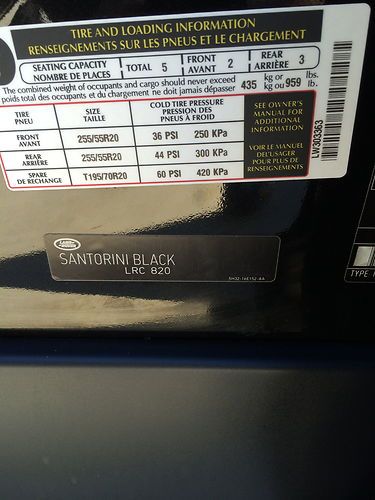 TIRE AND LOADING INFORMATION
RENSEIGNEMENTS SUR LES PNEUS ET LE CHARGEMENT
SEATING CAPACITY
NOMBRE DE PLACES
TOTAL 5
FRONT
AVANT 2
REAR
ARRIÈRE 3
The combined weight of occupants and cargo should never exceed
poids total des occupants et du chargement ne doit jamais dépasser
435 kg or 959 lbs.
kg ou lb.
TIRE
PNEU
SIZE
TAILLE
COLD TIRE PRESSURE
PRESSION DES
PNEUS À FROID
FRONT
AVANT
255/55R20
36 PSI 250 KPa
REAR
ARRIÈRE
255/55R20
44 PSI 300 KPa
SPARE
DE RECHANGE
T195/70R20
60 PSI 420 KPa
SEE OWNER'S
MANUAL FOR
ADDITIONAL
INFORMATION
VOIR LE MANUEL
DE L'USAGER
POUR PLUS DE
RENSEIGNEMENTS
LW303363
SANTORINI BLACK
LRC 820
TYPE